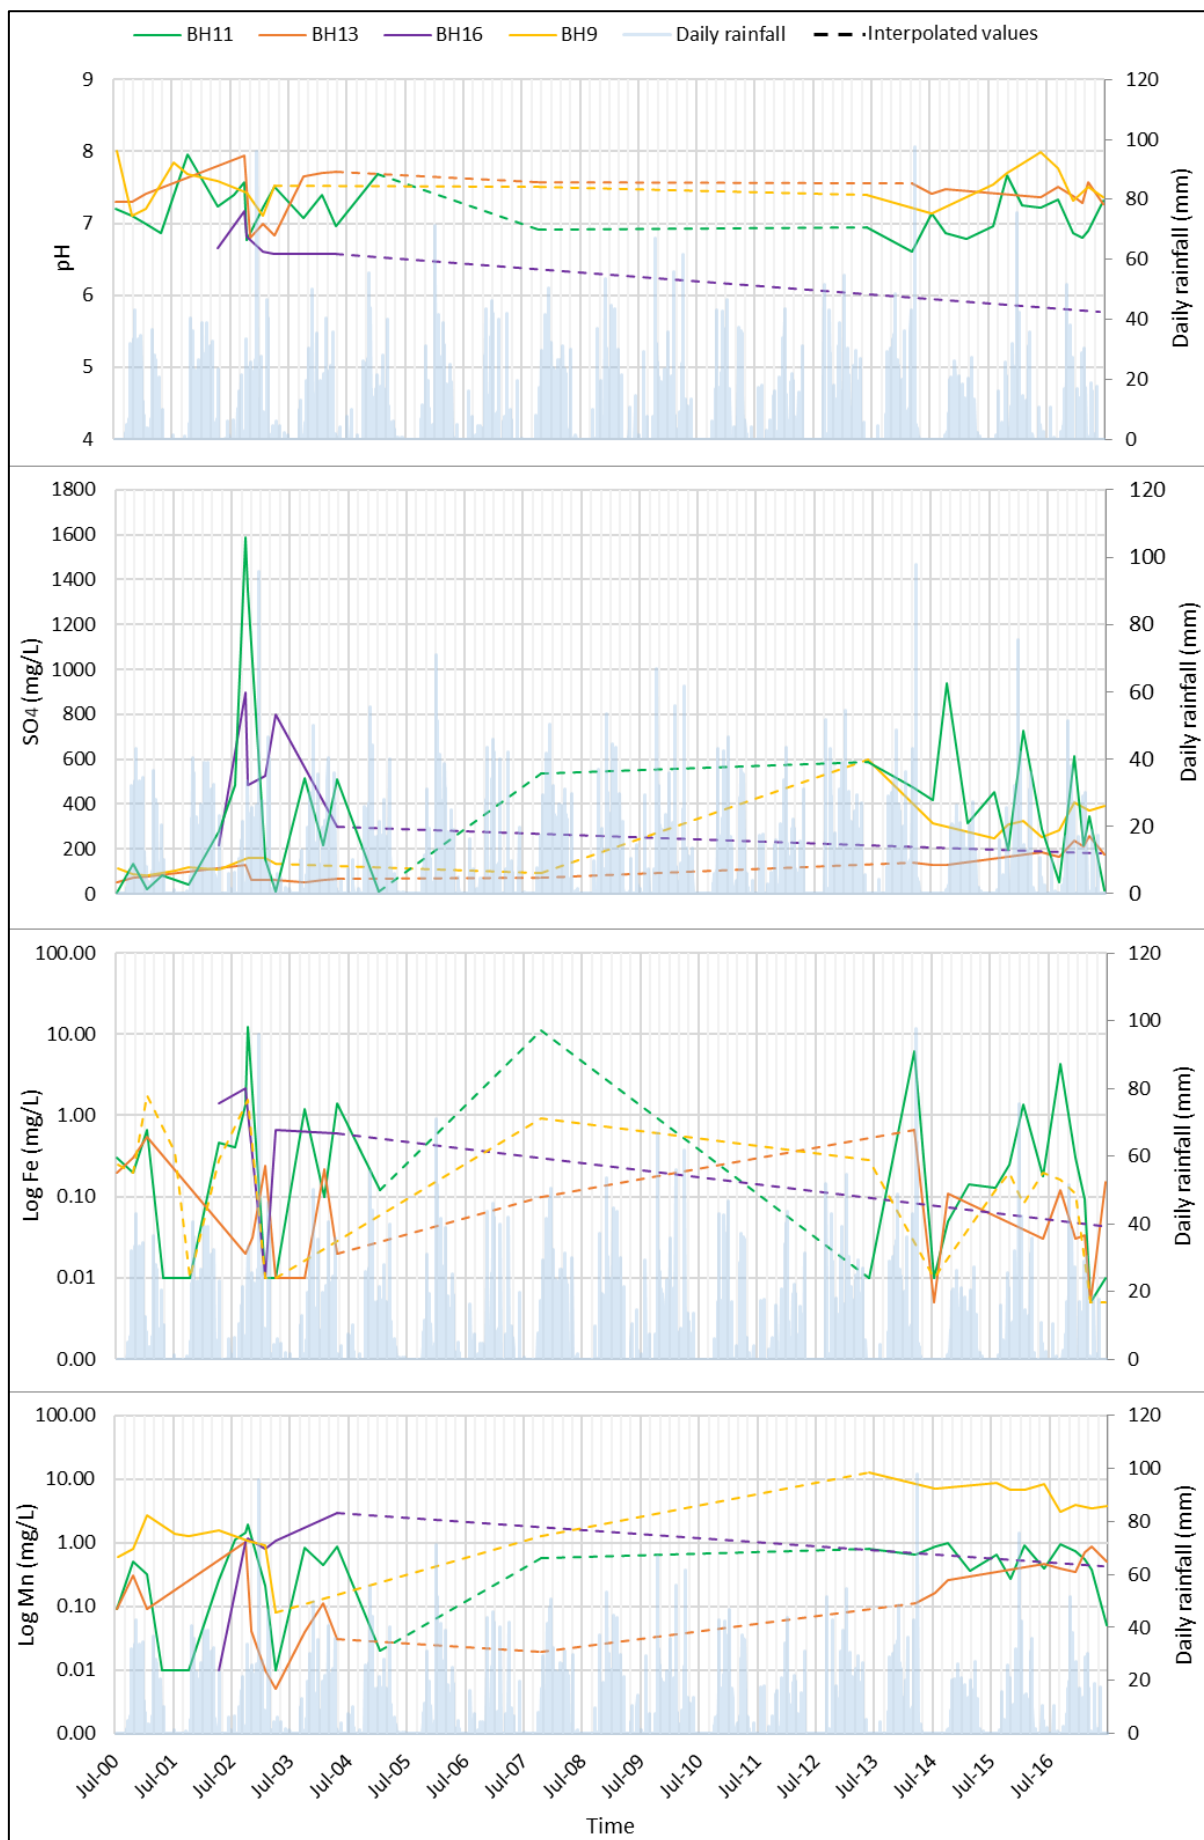 BH11 BH13 BH16 BH9 Daily rainfall Interpolated values
9 120
8 100
7 80
6 60
5 40
4 20
0
pH
Daily rainfall (mm)
1800 120
1600 100
1400 80
1200 60
1000 40
800 20
600 0
400
200
0
SO4 (mg/L)
Daily rainfall (mm)
100.00 120
10.00 100
1.00 80
0.10 60
0.01 40
0.00 20
0
Log Fe (mg/L)
Daily rainfall (mm)
100.00 120
10.00 100
1.00 80
0.10 60
0.01 40
0.00 20
0
Log Mn (mg/L)
Daily rainfall (mm)
Jul-00 Jul-01 Jul-02 Jul-03 Jul-04 Jul-05 Jul-06 Jul-07 Jul-08 Jul-09 Jul-10 Jul-11 Jul-12 Jul-13 Jul-14 Jul-15 Jul-16
Time